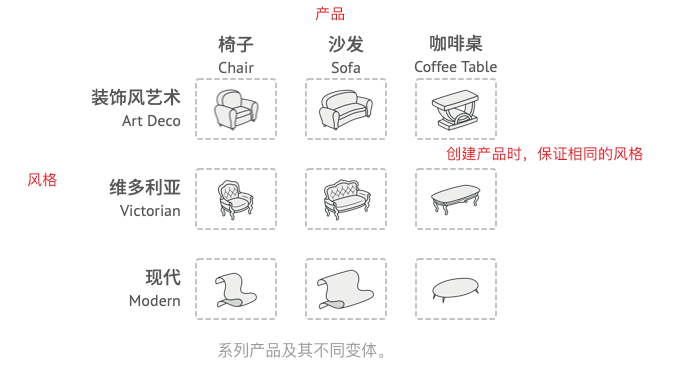 产品
椅子
Chair
沙发
Sofa
咖啡桌
Coffee Table
装饰风艺术
Art Deco
创建产品时，保证相同的风格
风格
维多利亚
Victorian
现代
Modern
系列产品及其不同变体。